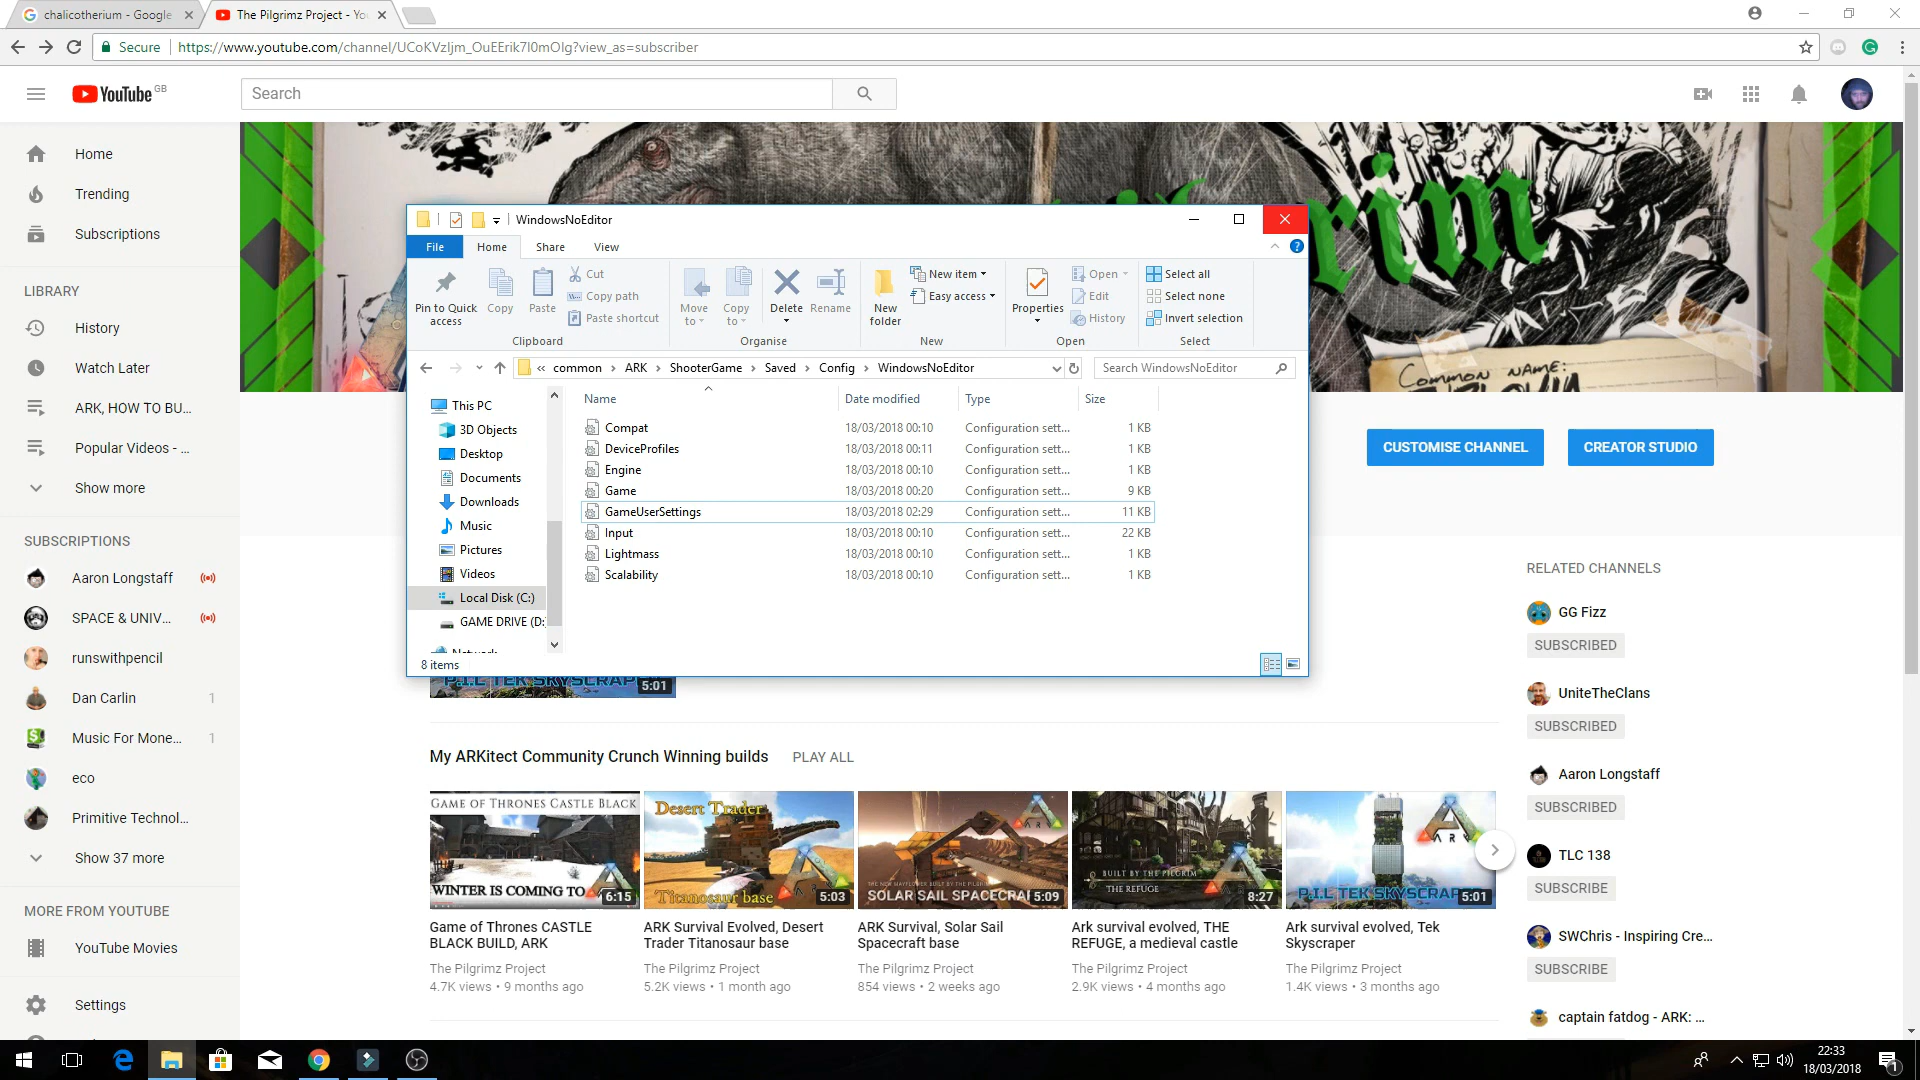 chalicotherium - Google
The Pilgrimz Project - Yo
Secure
https://www.youtube.com/channel/UCoKVzIjm_OuEErik7I0mOIg?view_as=subscriber
YouTube GB
Search
Home
Trending
Subscriptions
LIBRARY
History
Watch Later
ARK, HOW TO BU...
Popular Videos - ...
Show more
SUBSCRIPTIONS
Aaron Longstaff
SPACE & UNIV...
runswithpencil
Dan Carlin 1
Music For Mone... 1
eco
Primitive Technol...
Show 37 more
MORE FROM YOUTUBE
YouTube Movies
Settings
COMMON NAME:
WindowsNoEditor
File Home Share View
Pin to Quick access
Copy
Paste
Cut
Copy path
Paste shortcut
Clipboard
Move to
Copy to
Delete
Rename
Organise
New folder
New item
Easy access
New
Properties
Open
Edit
History
Open
Select all
Select none
Invert selection
Select
« common > ARK > ShooterGame > Saved > Config > WindowsNoEditor
Search WindowsNoEditor
This PC
3D Objects
Desktop
Documents
Downloads
Music
Pictures
Videos
Local Disk (C:)
GAME DRIVE (D:
Network
Name Date modified Type Size
Compat 18/03/2018 00:10 Configuration sett... 1 KB
DeviceProfiles 18/03/2018 00:11 Configuration sett... 1 KB
Engine 18/03/2018 00:10 Configuration sett... 1 KB
Game 18/03/2018 00:20 Configuration sett... 9 KB
GameUserSettings 18/03/2018 02:29 Configuration sett... 11 KB
Input 18/03/2018 00:10 Configuration sett... 22 KB
Lightmass 18/03/2018 00:10 Configuration sett... 1 KB
Scalability 18/03/2018 00:10 Configuration sett... 1 KB
8 items
CUSTOMISE CHANNEL
CREATOR STUDIO
P.I.L TEK SKYSCRAPE
5:01
My ARKitect Community Crunch Winning builds PLAY ALL
GAME OF THRONES CASTLE BLACK
WINTER IS COMING TO
6:15
Game of Thrones CASTLE
BLACK BUILD, ARK
The Pilgrimz Project
4.7K views • 9 months ago
Desert Trader
Titanosaur base
5:03
ARK Survival Evolved, Desert
Trader Titanosaur base
The Pilgrimz Project
5.2K views • 1 month ago
SOLAR SAIL SPACECRA
5:09
ARK Survival, Solar Sail
Spacecraft base
The Pilgrimz Project
854 views • 2 weeks ago
BUILT BY THE PILGRIM
THE REFUGE
8:27
Ark survival evolved, THE
REFUGE, a medieval castle
The Pilgrimz Project
2.9K views • 4 months ago
ARK
P.I.L TEK SKYSCRAP
5:01
Ark survival evolved, Tek
Skyscraper
The Pilgrimz Project
1.4K views • 3 months ago
RELATED CHANNELS
GG Fizz
SUBSCRIBED
UniteTheClans
SUBSCRIBED
Aaron Longstaff
SUBSCRIBED
TLC 138
SUBSCRIBE
SWChris - Inspiring Cre...
SUBSCRIBE
captain fatdog - ARK: ...
22:33
18/03/2018
1